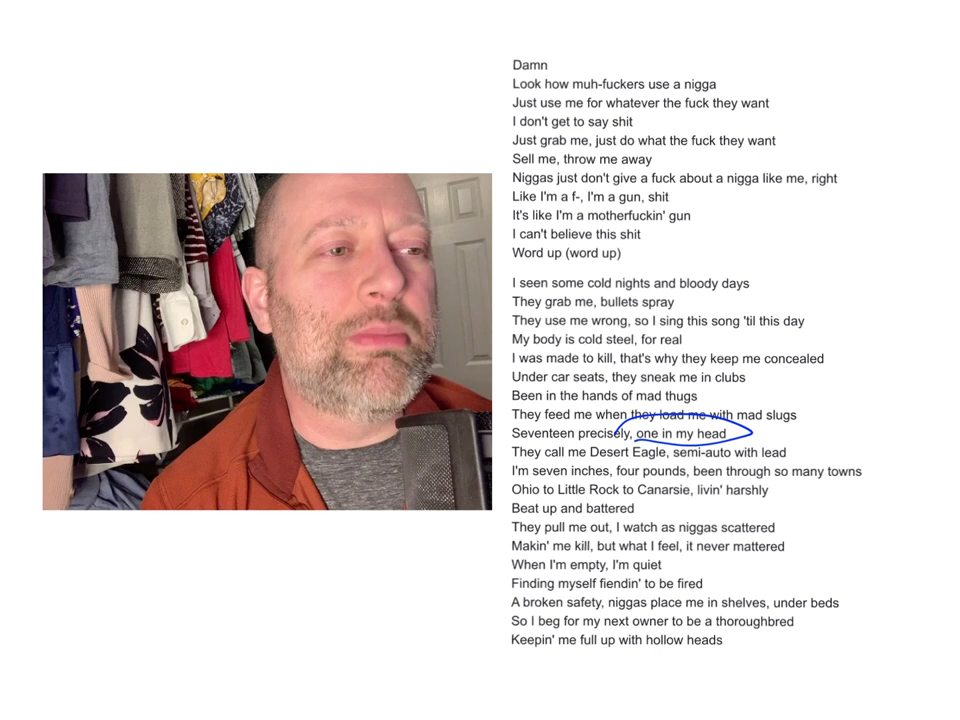 Damn
Look how muh-fuckers use a nigga
Just use me for whatever the fuck they want
I don't get to say shit
Just grab me, just do what the fuck they want
Sell me, throw me away
Niggas just don't give a fuck about a nigga like me, right
Like I'm a f-, I'm a gun, shit
It's like I'm a motherfuckin' gun
I can't believe this shit
Word up (word up)
I seen some cold nights and bloody days
They grab me, bullets spray
They use me wrong, so I sing this song 'til this day
My body is cold steel, for real
I was made to kill, that's why they keep me concealed
Under car seats, they sneak me in clubs
Been in the hands of mad thugs
They feed me when they load me with mad slugs
Seventeen precisely, one in my head
They call me Desert Eagle, semi-auto with lead
I'm seven inches, four pounds, been through so many towns
Ohio to Little Rock to Canarsie, livin' harshly
Beat up and battered
They pull me out, I watch as niggas scattered
Makin' me kill, but what I feel, it never mattered
When I'm empty, I'm quiet
Finding myself fiendin' to be fired
A broken safety, niggas place me in shelves, under beds
So I beg for my next owner to be a thoroughbred
Keepin' me full up with hollow heads